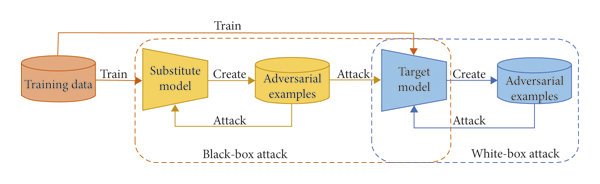 Train
Training data
Train
Substitute
model
Create
Adversarial
examples
Attack
Target
model
Create
Adversarial
examples
Attack
Attack
Black-box attack
White-box attack